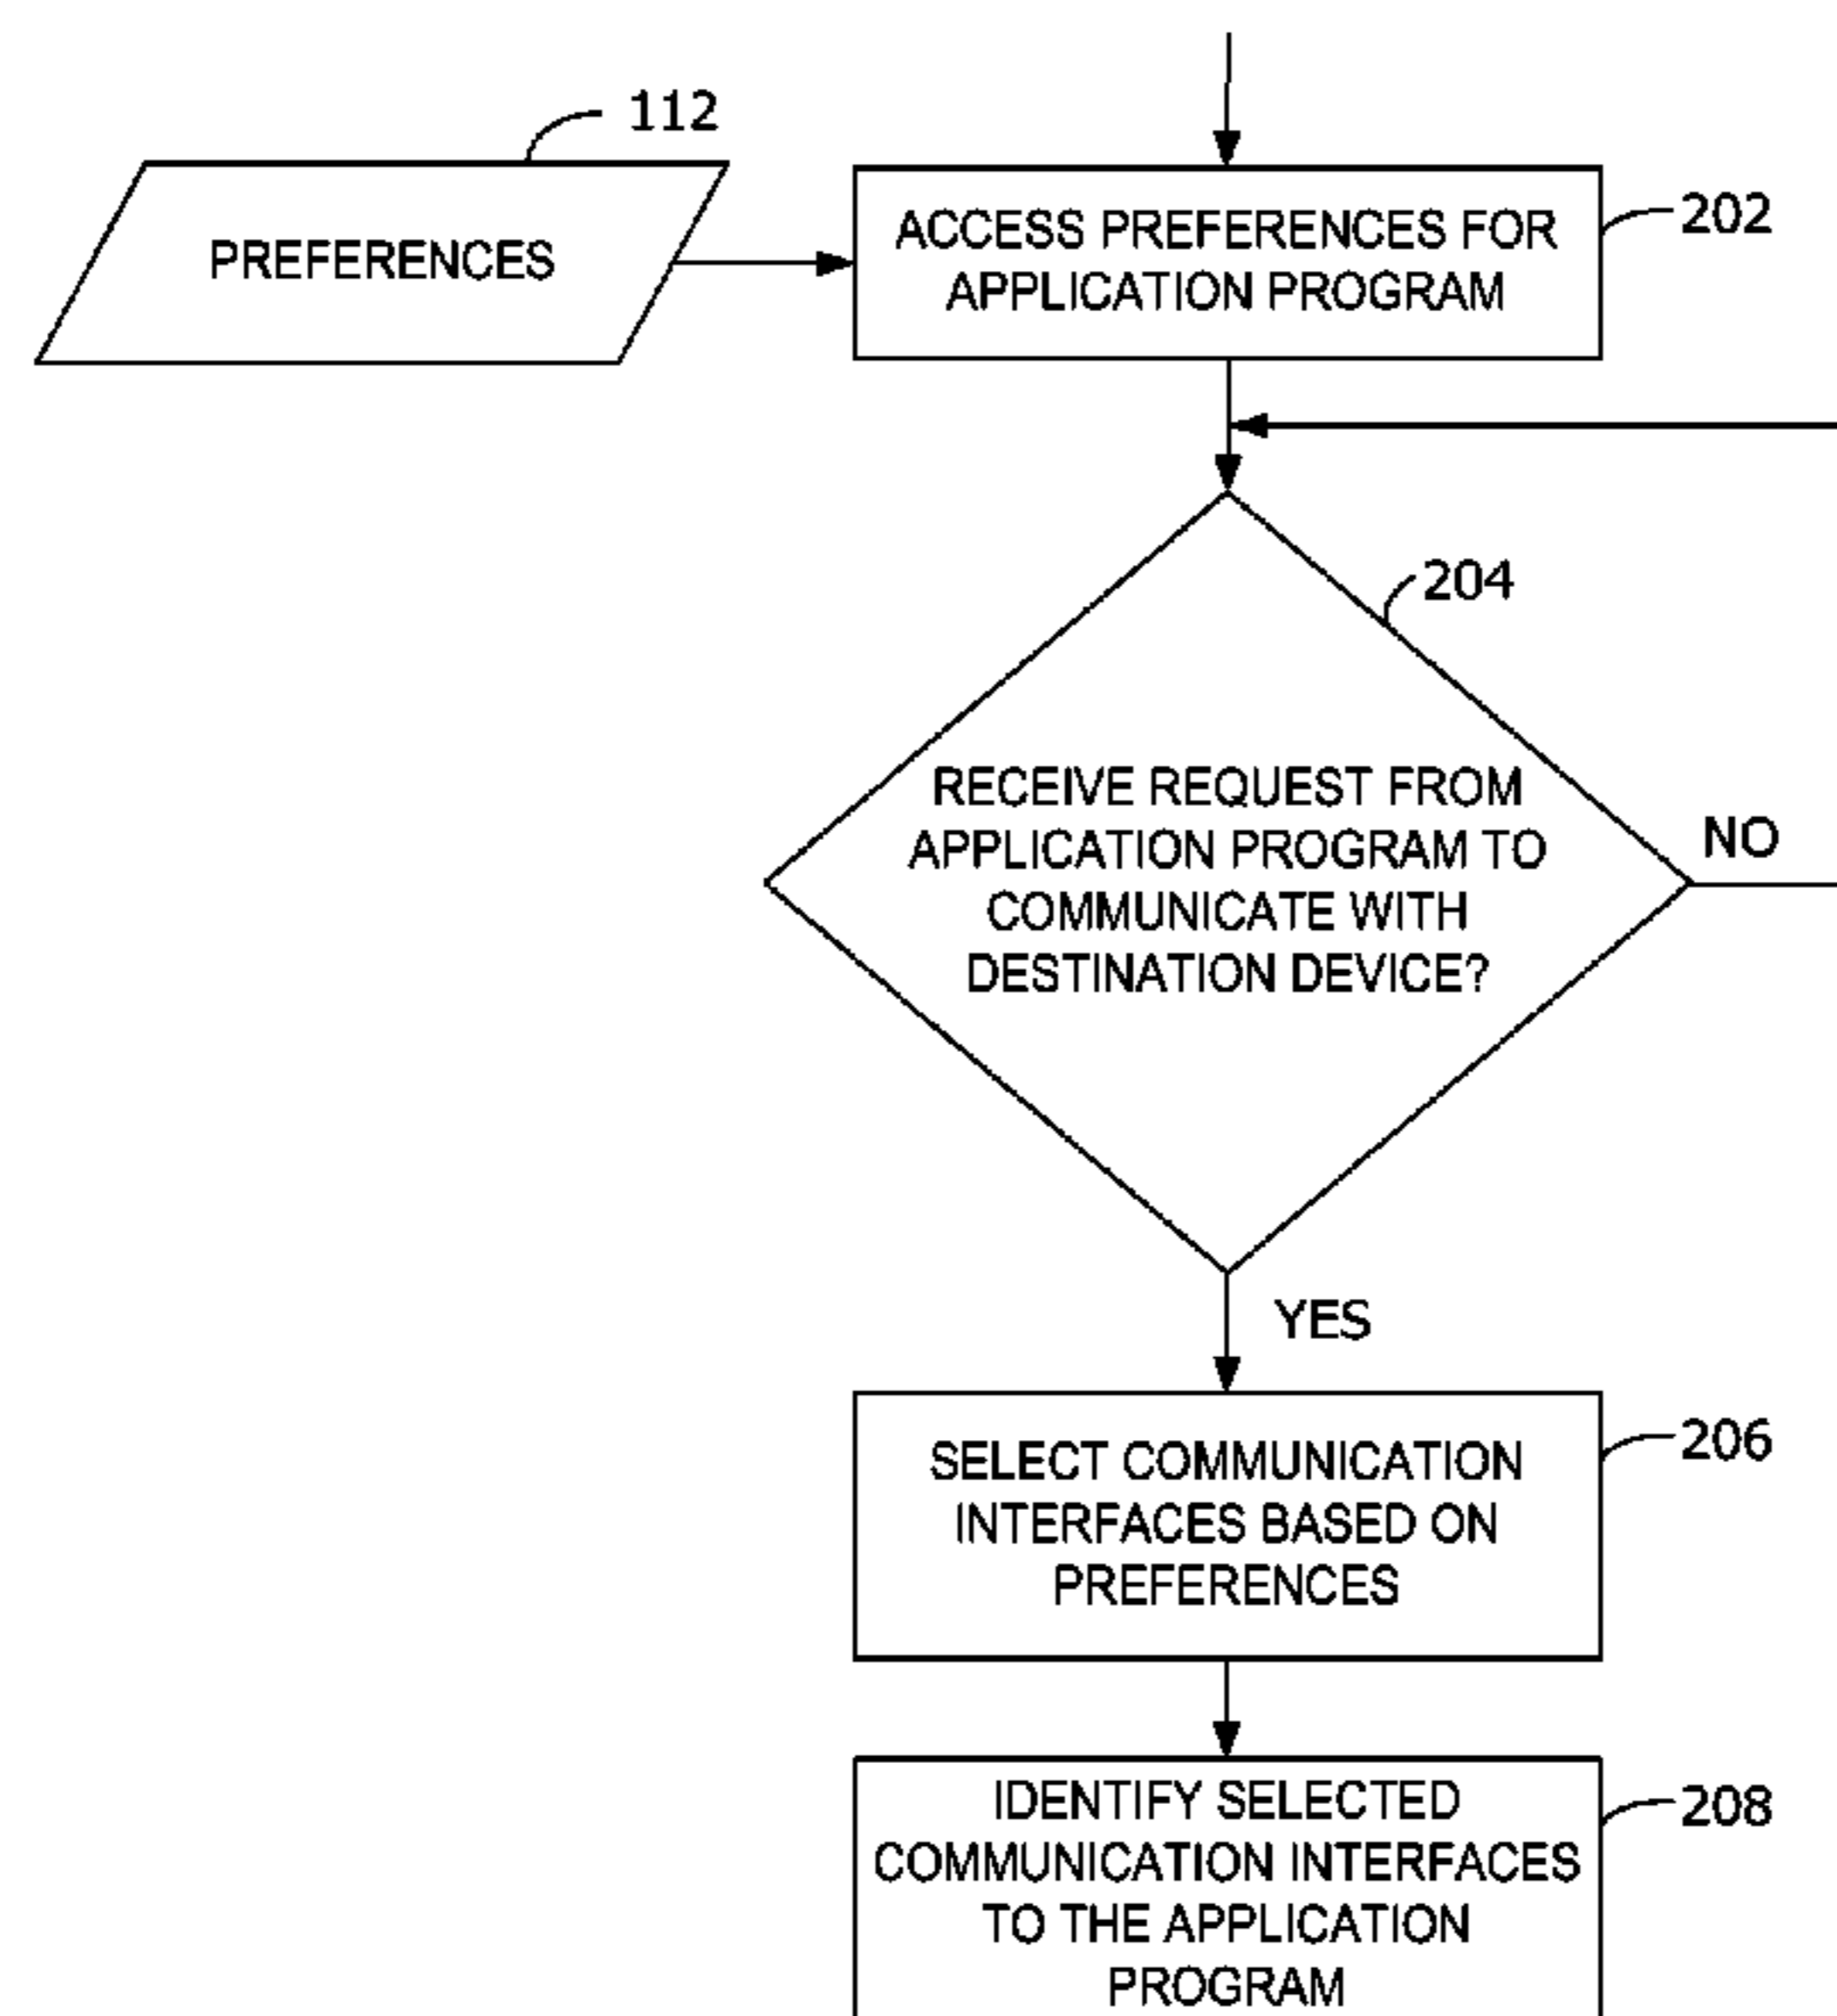 112
PREFERENCES
ACCESS PREFERENCES FOR
APPLICATION PROGRAM
202
204
RECEIVE REQUEST FROM
APPLICATION PROGRAM TO
COMMUNICATE WITH
DESTINATION DEVICE?
NO
YES
SELECT COMMUNICATION
INTERFACES BASED ON
PREFERENCES
206
IDENTIFY SELECTED
COMMUNICATION INTERFACES
TO THE APPLICATION
PROGRAM
208